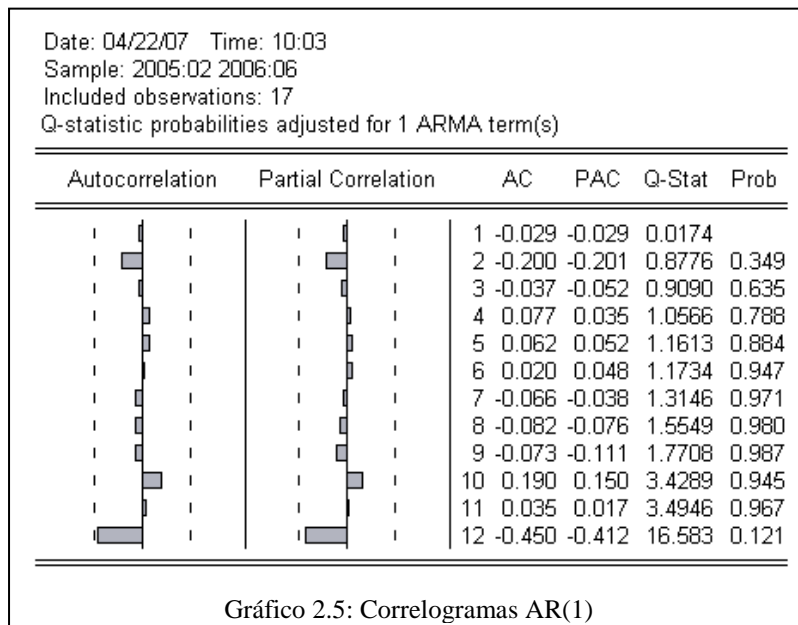 Date: 04/22/07 Time: 10:03
Sample: 2005:02 2006:06
Included observations: 17
Q-statistic probabilities adjusted for 1 ARMA term(s)
Autocorrelation Partial Correlation AC PAC Q-Stat Prob
1 -0.029 -0.029 0.0174
2 -0.200 -0.201 0.8776 0.349
3 -0.037 -0.052 0.9090 0.635
4 0.077 0.035 1.0566 0.788
5 0.062 0.052 1.1613 0.884
6 0.020 0.048 1.1734 0.947
7 -0.066 -0.038 1.3146 0.971
8 -0.082 -0.076 1.5549 0.980
9 -0.073 -0.111 1.7708 0.987
10 0.190 0.150 3.4289 0.945
11 0.035 0.017 3.4946 0.967
12 -0.450 -0.412 16.583 0.121
Gráfico 2.5: Correlogramas AR(1)